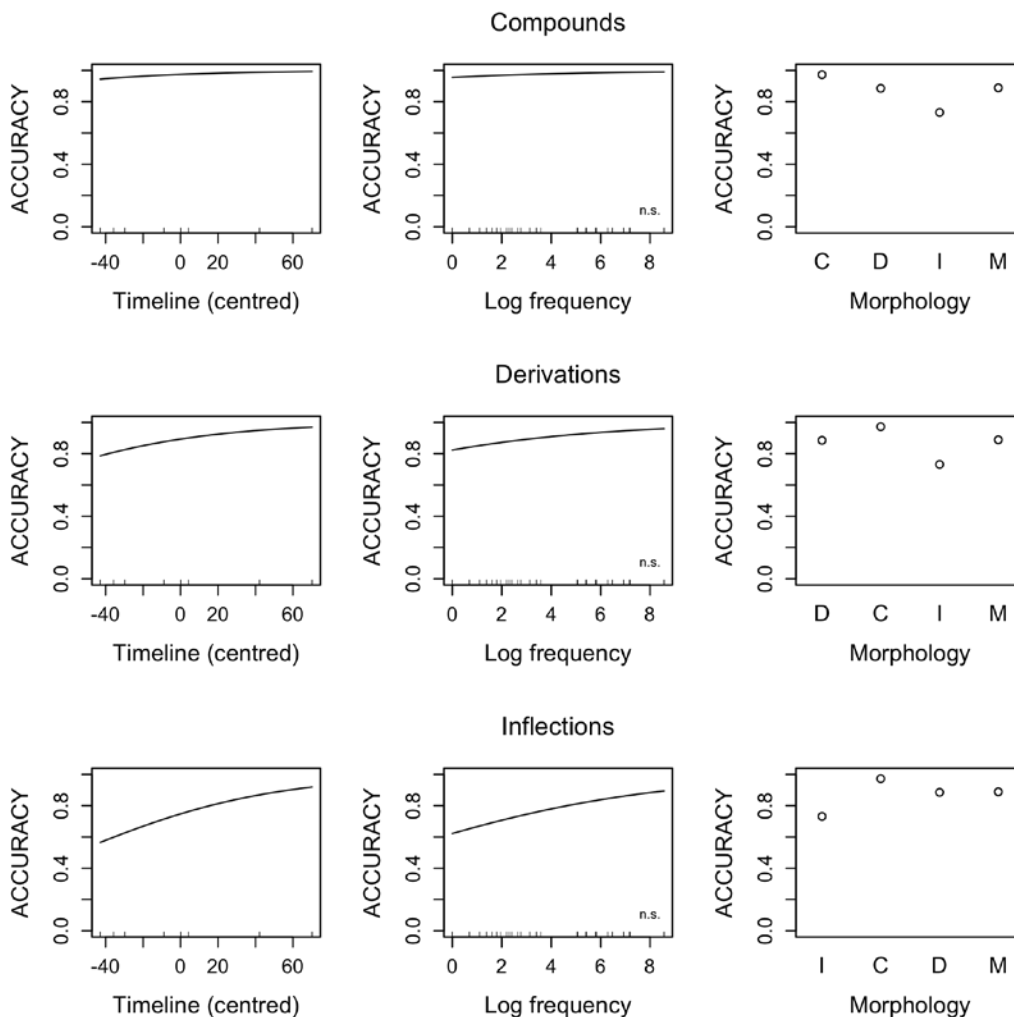 Compounds
ACCURACY
0.0 0.4 0.8
-40 0 20 60
Timeline (centred)
ACCURACY
0.0 0.4 0.8
n.s.
0 2 4 6 8
Log frequency
ACCURACY
0.0 0.4 0.8
C D I M
Morphology
Derivations
ACCURACY
0.0 0.4 0.8
-40 0 20 60
Timeline (centred)
ACCURACY
0.0 0.4 0.8
n.s.
0 2 4 6 8
Log frequency
ACCURACY
0.0 0.4 0.8
D C I M
Morphology
Inflections
ACCURACY
0.0 0.4 0.8
-40 0 20 60
Timeline (centred)
ACCURACY
0.0 0.4 0.8
n.s.
0 2 4 6 8
Log frequency
ACCURACY
0.0 0.4 0.8
I C D M
Morphology